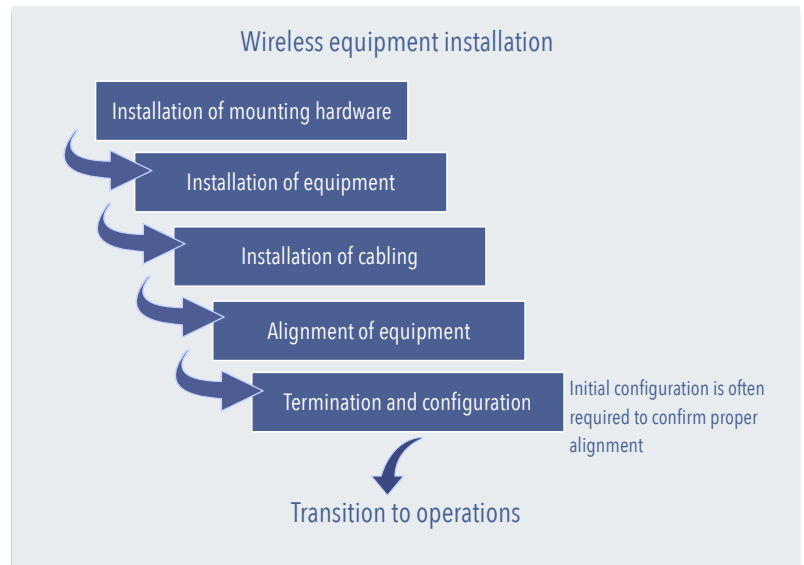 Wireless equipment installation
Installation of mounting hardware
Installation of equipment
Installation of cabling
Alignment of equipment
Termination and configuration
Initial configuration is often
required to confirm proper
alignment
Transition to operations